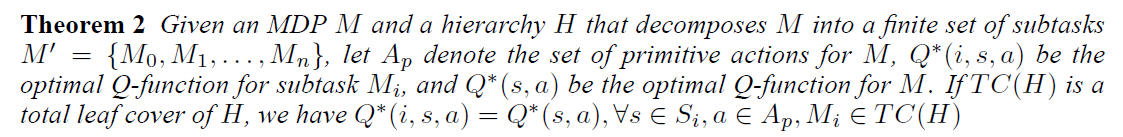 Theorem 2 Given an MDP M and a hierarchy H that decomposes M into a finite set of subtasks
M′ = {M₀, M₁, . . . , Mₙ}, let Aₚ denote the set of primitive actions for M, Q*(i, s, a) be the
optimal Q-function for subtask Mᵢ, and Q*(s, a) be the optimal Q-function for M. If TC(H) is a
total leaf cover of H, we have Q*(i, s, a) = Q*(s, a), ∀s ∈ Sᵢ, a ∈ Aₚ, Mᵢ ∈ TC(H)